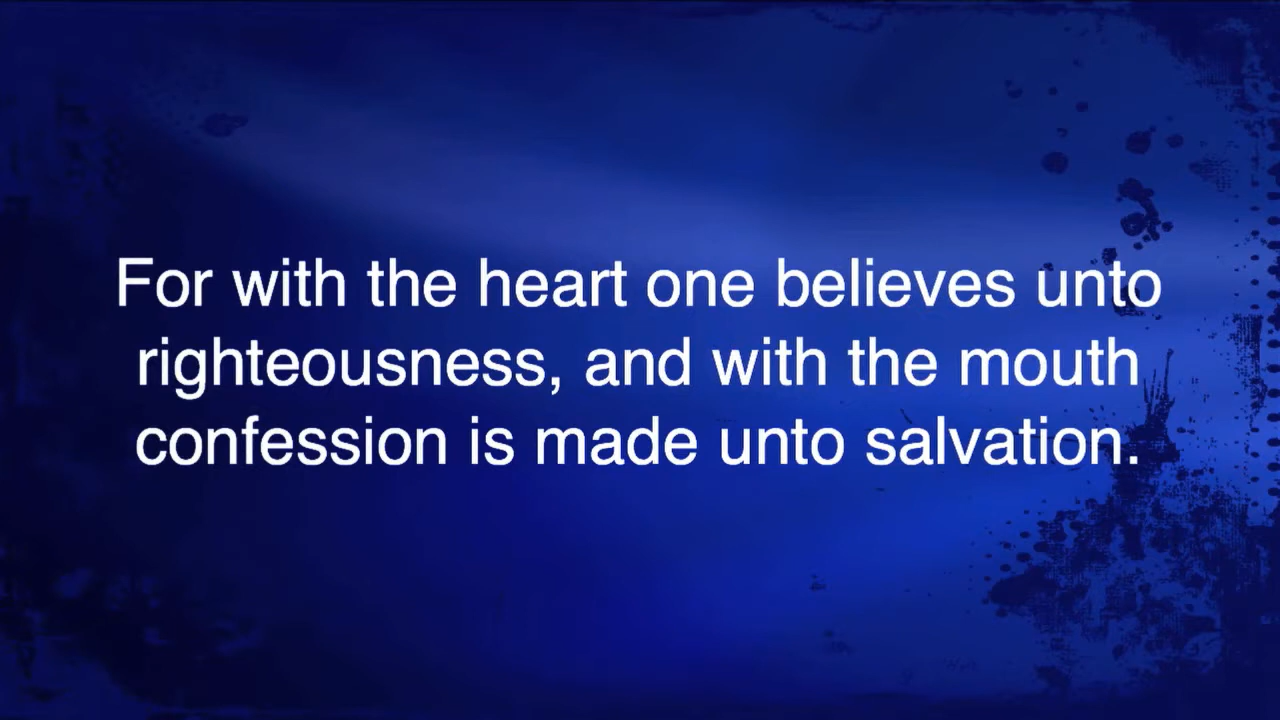 For with the heart one believes unto
righteousness, and with the mouth
confession is made unto salvation.